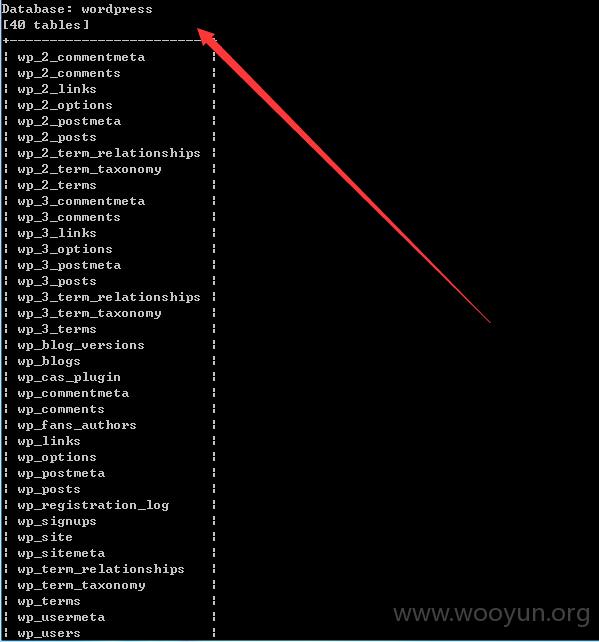 Database: wordpress
[40 tables]
+---------------------------+
| wp_2_commentmeta |
| wp_2_comments |
| wp_2_links |
| wp_2_options |
| wp_2_postmeta |
| wp_2_posts |
| wp_2_term_relationships |
| wp_2_term_taxonomy |
| wp_2_terms |
| wp_3_commentmeta |
| wp_3_comments |
| wp_3_links |
| wp_3_options |
| wp_3_postmeta |
| wp_3_posts |
| wp_3_term_relationships |
| wp_3_term_taxonomy |
| wp_3_terms |
| wp_blog_versions |
| wp_blogs |
| wp_cas_plugin |
| wp_commentmeta |
| wp_comments |
| wp_fans_authors |
| wp_links |
| wp_options |
| wp_postmeta |
| wp_posts |
| wp_registration_log |
| wp_signups |
| wp_site |
| wp_sitemeta |
| wp_term_relationships |
| wp_term_taxonomy |
| wp_terms |
| wp_usermeta |
| wp_users |
www.wooyun.org